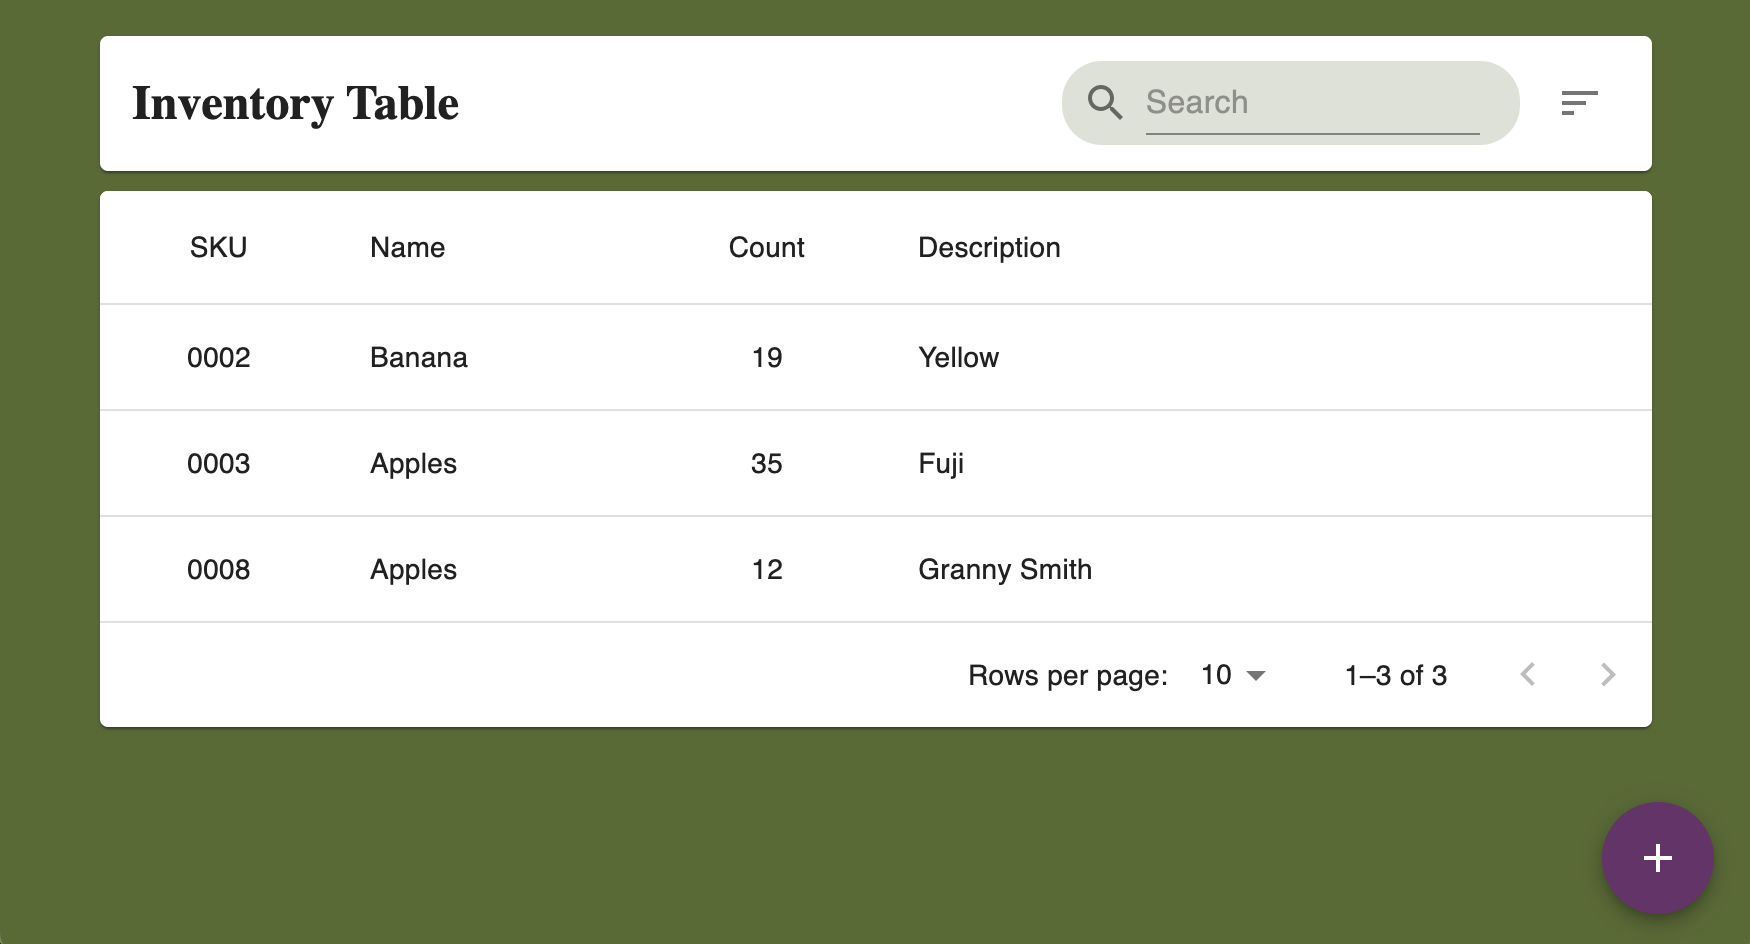 Inventory Table
Search
SKU Name Count Description
0002 Banana 19 Yellow
0003 Apples 35 Fuji
0008 Apples 12 Granny Smith
Rows per page: 10 1–3 of 3